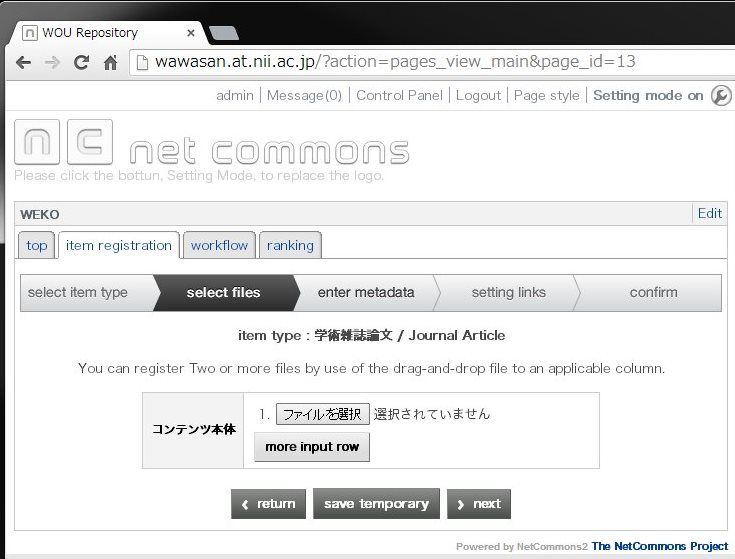 WOU Repository
wawasan.at.nii.ac.jp/?action=pages_view_main&page_id=13
admin | Message(0) | Control Panel | Logout | Page style | Setting mode on
nc net commons
Please click the bottun, Setting Mode, to replace the logo.
WEKO Edit
top item registration workflow ranking
select item type select files enter metadata setting links confirm
item type : 学術雑誌論文 / Journal Article
You can register Two or more files by use of the drag-and-drop file to an applicable column.
コンテンツ本体 1. ファイルを選択 選択されていません
more input row
‹ return save temporary › next
Powered by NetCommons2 The NetCommons Project